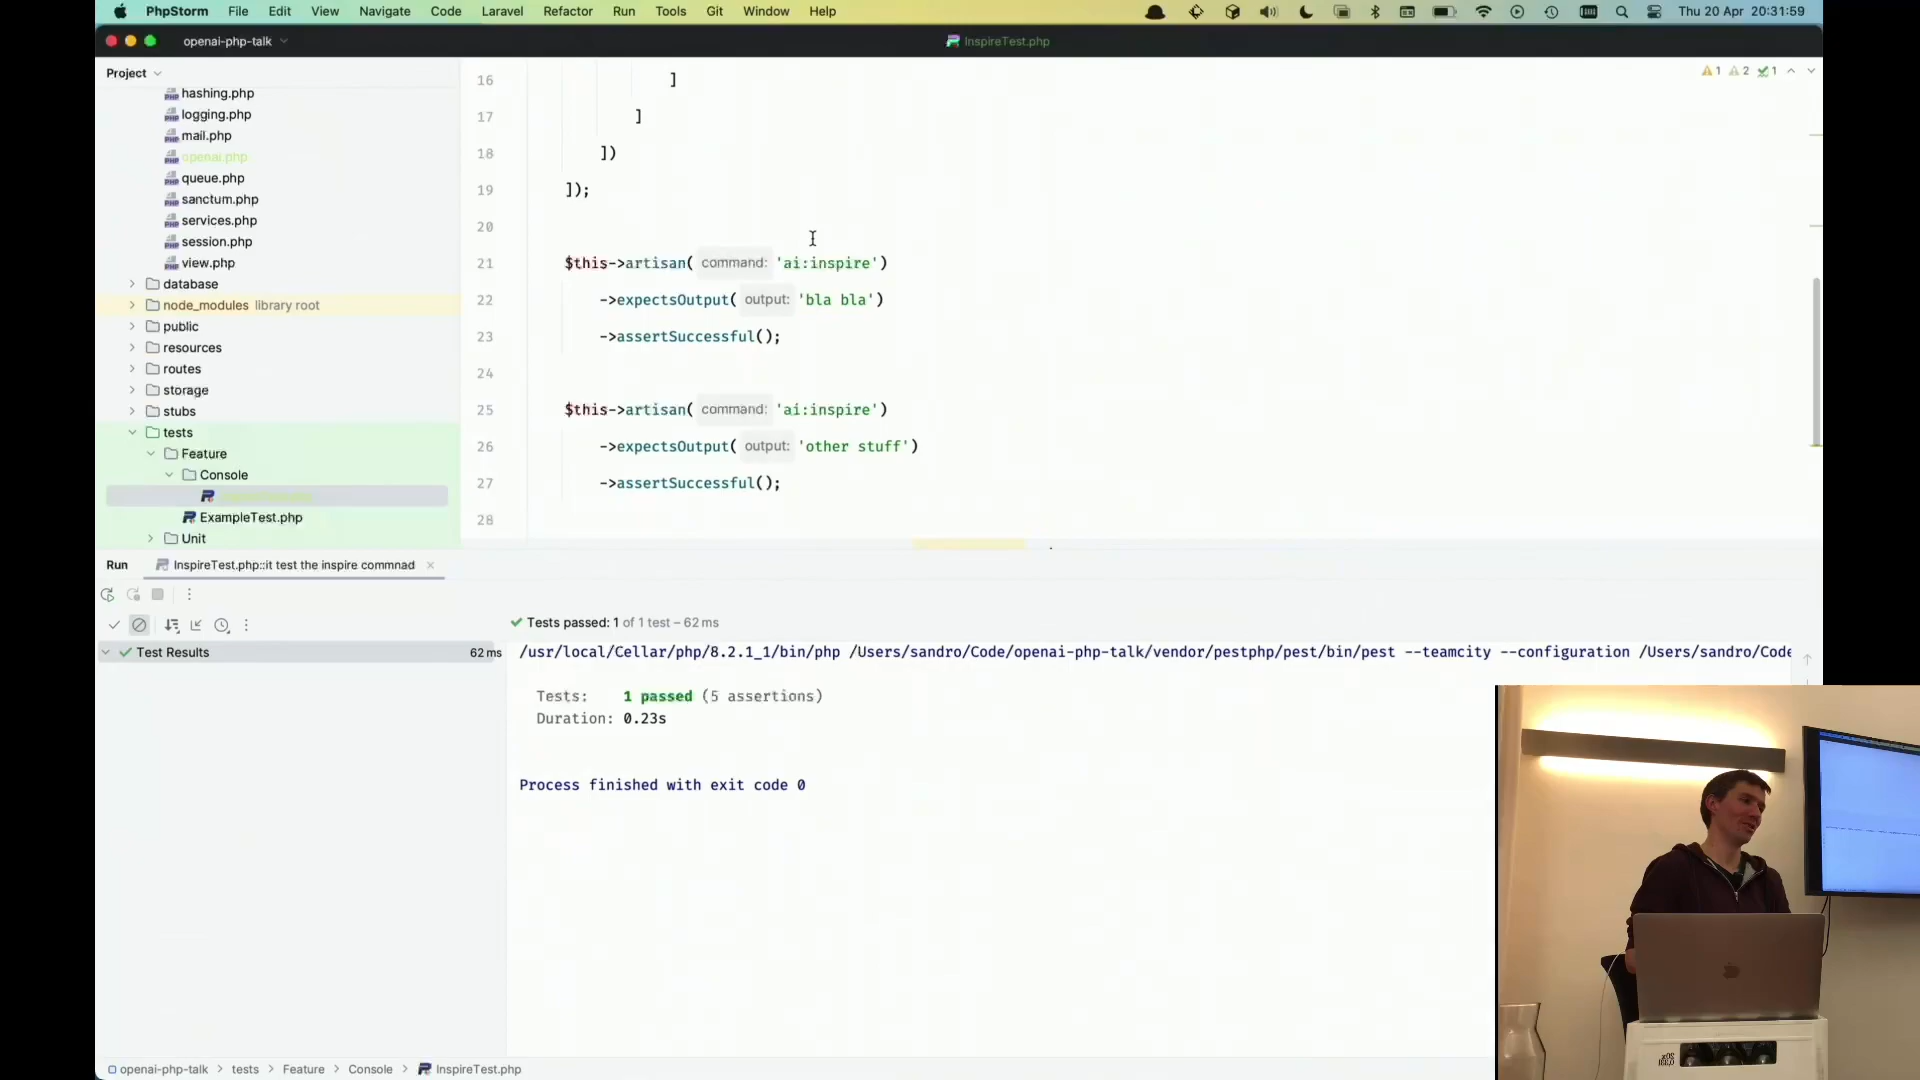 PhpStorm File Edit View Navigate Code Laravel Refactor Run Tools Git Window Help Thu 20 Apr 20:31:59
openai-php-talk InspireTest.php
Project
1 2 1
hashing.php
logging.php
mail.php
openai.php
queue.php
sanctum.php
services.php
session.php
view.php
database
node_modules library root
public
resources
routes
storage
stubs
tests
Feature
Console
ExampleTest.php
Unit
16 ]
17 ]
18 ])
19 ]);
20
21 $this->artisan( command: 'ai:inspire')
22 ->expectsOutput( output: 'bla bla')
23 ->assertSuccessful();
24
25 $this->artisan( command: 'ai:inspire')
26 ->expectsOutput( output: 'other stuff')
27 ->assertSuccessful();
28
Run InspireTest.php::it test the inspire commnad
Tests passed: 1 of 1 test – 62 ms
Test Results 62 ms
/usr/local/Cellar/php/8.2.1_1/bin/php /Users/sandro/Code/openai-php-talk/vendor/pestphp/pest/bin/pest --teamcity --configuration /Users/sandro/Code
Tests: 1 passed (5 assertions)
Duration: 0.23s
Process finished with exit code 0
openai-php-talk > tests > Feature > Console > InspireTest.php